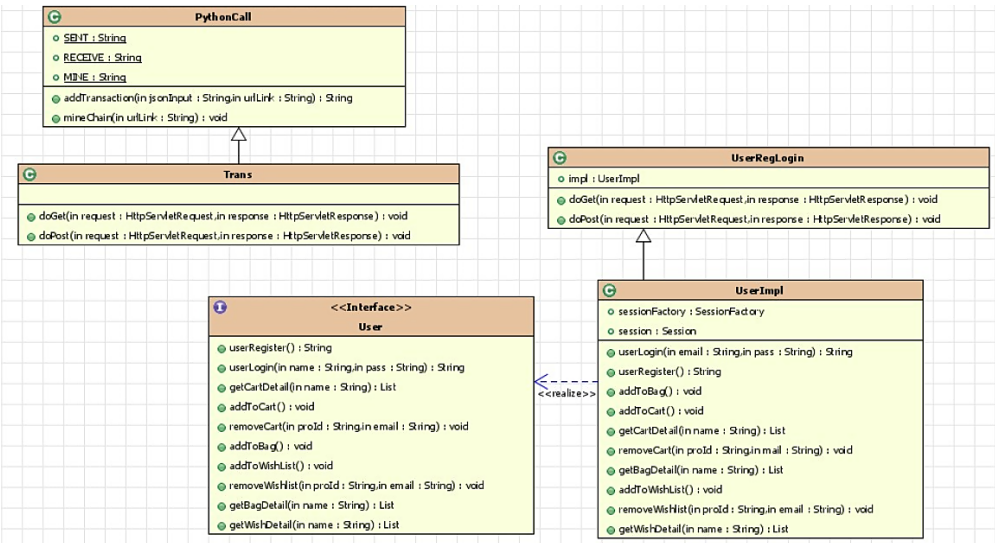 PythonCall
SENT : String
RECEIVE : String
MINE : String
addTransaction(in jsonInput : String,in urlLink : String) : String
mineChain(in urlLink : String) : void
Trans
doGet(in request : HttpServletRequest,in response : HttpServletResponse) : void
doPost(in request : HttpServletRequest,in response : HttpServletResponse) : void
UserRegLogin
impl : UserImpl
doGet(in request : HttpServletRequest,in response : HttpServletResponse) : void
doPost(in request : HttpServletRequest,in response : HttpServletResponse) : void
<<Interface>>
User
userRegister() : String
userLogin(in name : String,in pass : String) : String
getCartDetail(in name : String) : List
addToCart() : void
removeCart(in proId : String,in email : String) : void
addToBag() : void
addToWishList() : void
removeWishlist(in proId : String,in email : String) : void
getBagDetail(in name : String) : List
getWishDetail(in name : String) : List
<<realize>>
UserImpl
sessionFactory : SessionFactory
session : Session
userLogin(in email : String,in pass : String) : String
userRegister() : String
addToBag() : void
addToCart() : void
getCartDetail(in name : String) : List
removeCart(in proId : String,in mail : String) : void
getBagDetail(in name : String) : List
addToWishList() : void
removeWishlist(in proId : String,in email : String) : void
getWishDetail(in name : String) : List